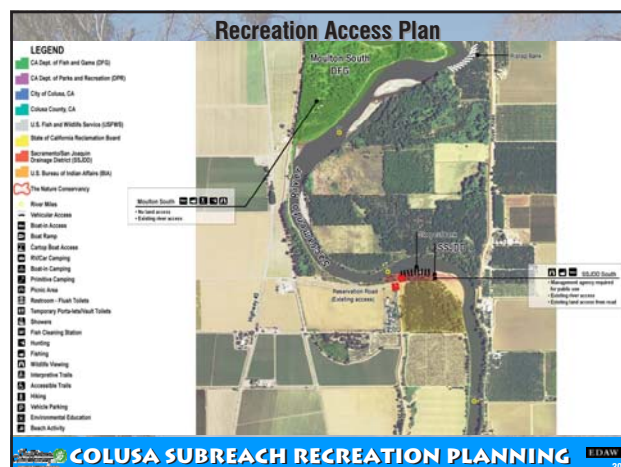 Recreation Access Plan
LEGEND
CA Dept. of Fish and Game (DFG)
CA Dept. of Parks and Recreation (DPR)
City of Colusa, CA
Colusa County, CA
U.S. Fish and Wildlife Service (USFWS)
State of California Reclamation Board
Sacramento/San Joaquin
Drainage District (SSJDD)
U.S. Bureau of Indian Affairs (BIA)
The Nature Conservancy
River Miles
Vehicular Access
Boat-in Access
Boat Ramp
Cartop Boat Access
RV/Car Camping
Boat-in Camping
Primitive Camping
Picnic Area
Restroom - Flush Toilets
Temporary Porta-lets/Vault Toilets
Showers
Fish Cleaning Station
Hunting
Fishing
Wildlife Viewing
Interpretive Trails
Accessible Trails
Hiking
Vehicle Parking
Environmental Education
Beach Activity
Moulton South
DFG
Moulton South
• No land access
• Existing river access
SSJDD
Reservation Road
(Existing access)
SSJDD South
• Management agency required
for public use
• Existing river access
• Existing land access from road
COLUSA SUBREACH RECREATION PLANNING
EDAW